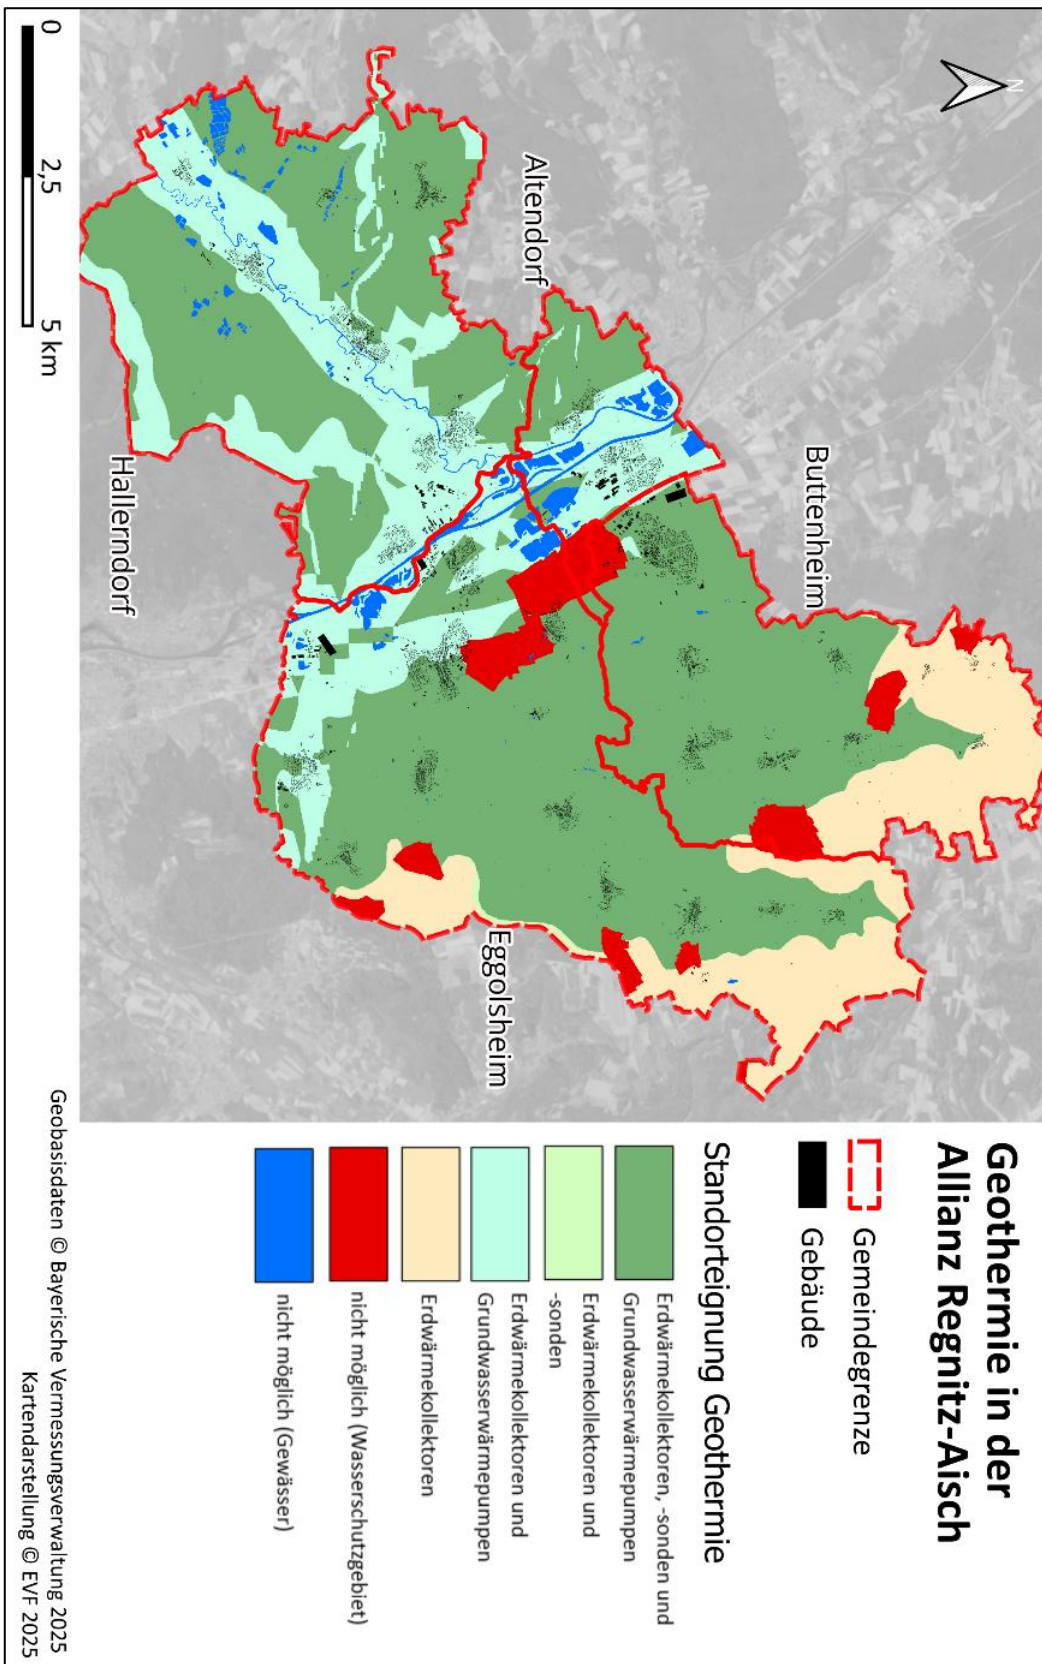 Geothermie in der
Allianz Regnitz-Aisch
Gemeindegrenze
Gebäude
Standorteignung Geothermie
Erdwärmekollektoren, -sonden und
Grundwasserwärmepumpen
Erdwärmekollektoren und
-sonden
Erdwärmekollektoren und
Grundwasserwärmepumpen
Erdwärmekollektoren
nicht möglich (Wasserschutzgebiet)
nicht möglich (Gewässer)
Geobasisdaten © Bayerische Vermessungsverwaltung 2025
Kartendarstellung © EVF 2025
N
Buttenheim
Altendorf
Eggolsheim
Hallerndorf
0
2,5
5 km